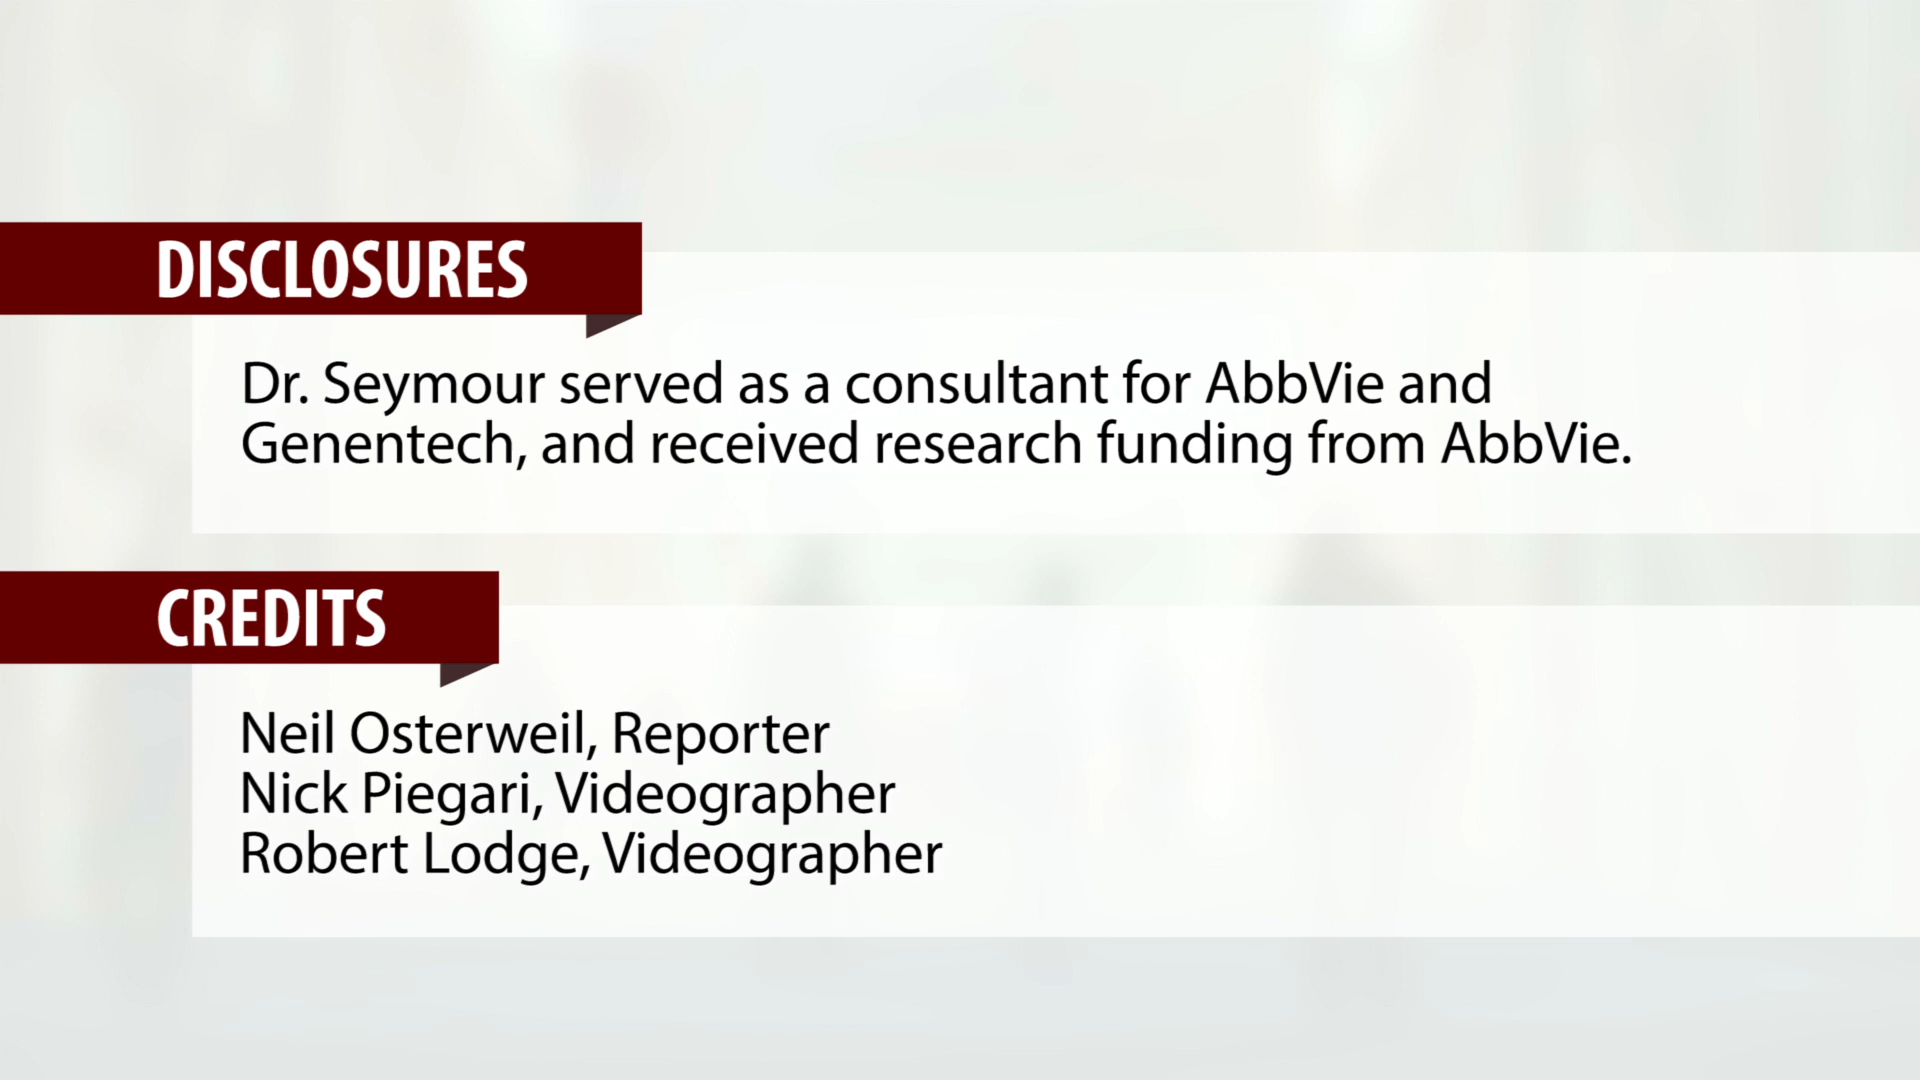 DISCLOSURES
Dr. Seymour served as a consultant for AbbVie and
Genentech, and received research funding from AbbVie.
CREDITS
Neil Osterweil, Reporter
Nick Piegari, Videographer
Robert Lodge, Videographer